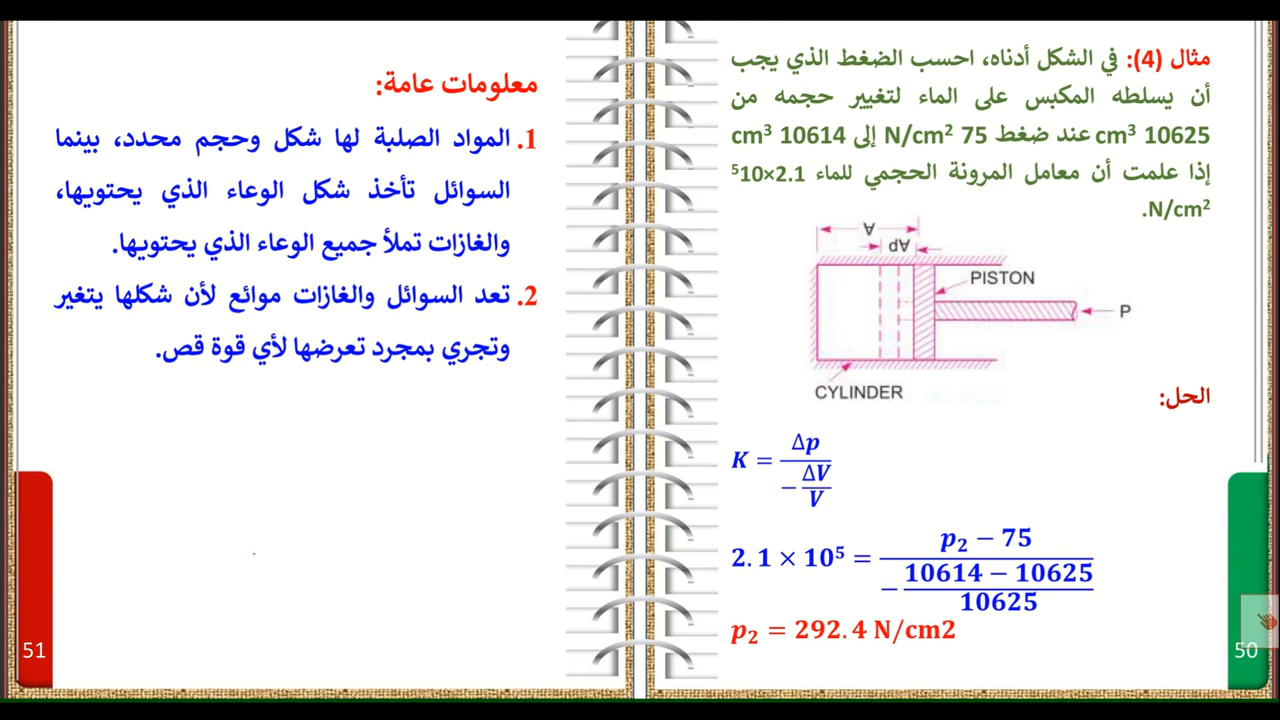 مثال (4): في الشكل أدناه، احسب الضغط الذي يجب
أن يسلطه المكبس على الماء لتغيير حجمه من
10625 cm³ عند ضغط 75 N/cm² إلى 10614 cm³
إذا علمت أن معامل المرونة الحجمي للماء 2.1×10⁵
N/cm².
∀
d∀
PISTON
P
CYLINDER
الحل:
K = Δp / (− ΔV / V)
2.1 × 10⁵ = (p₂ − 75) / (− (10614 − 10625) / 10625)
p₂ = 292.4 N/cm2
50
معلومات عامة:
1. المواد الصلبة لها شكل وحجم محدد، بينما
السوائل تأخذ شكل الوعاء الذي يحتويها،
والغازات تملأ جميع الوعاء الذي يحتويها.
2. تعد السوائل والغازات موائع لأن شكلها يتغير
وتجري بمجرد تعرضها لأي قوة قص.
51